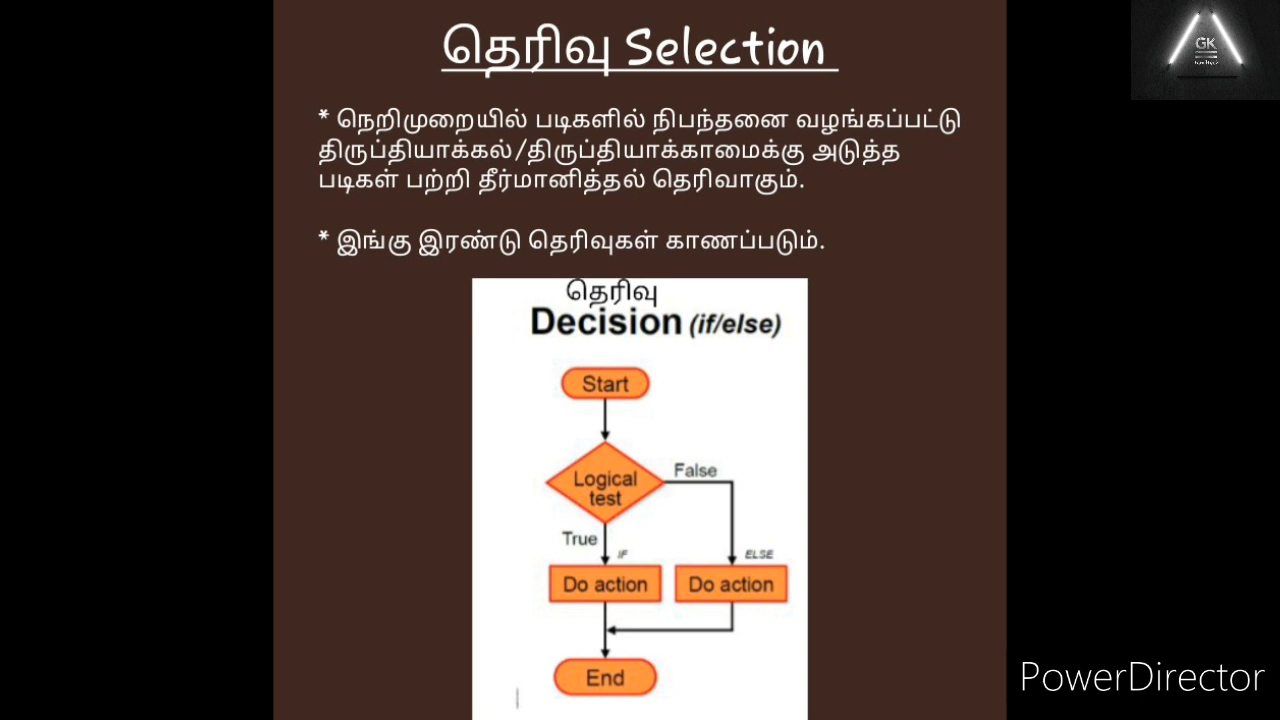 தெரிவு Selection
GK
* நெறிமுறையில் படிகளில் நிபந்தனை வழங்கப்பட்டு
திருப்தியாக்கல்/திருப்தியாக்காமைக்கு அடுத்த
படிகள் பற்றி தீர்மானித்தல் தெரிவாகும்.
* இங்கு இரண்டு தெரிவுகள் காணப்படும்.
தெரிவு
Decision (if/else)
Start
Logical
test
False
True
IF
ELSE
Do action
Do action
End
PowerDirector